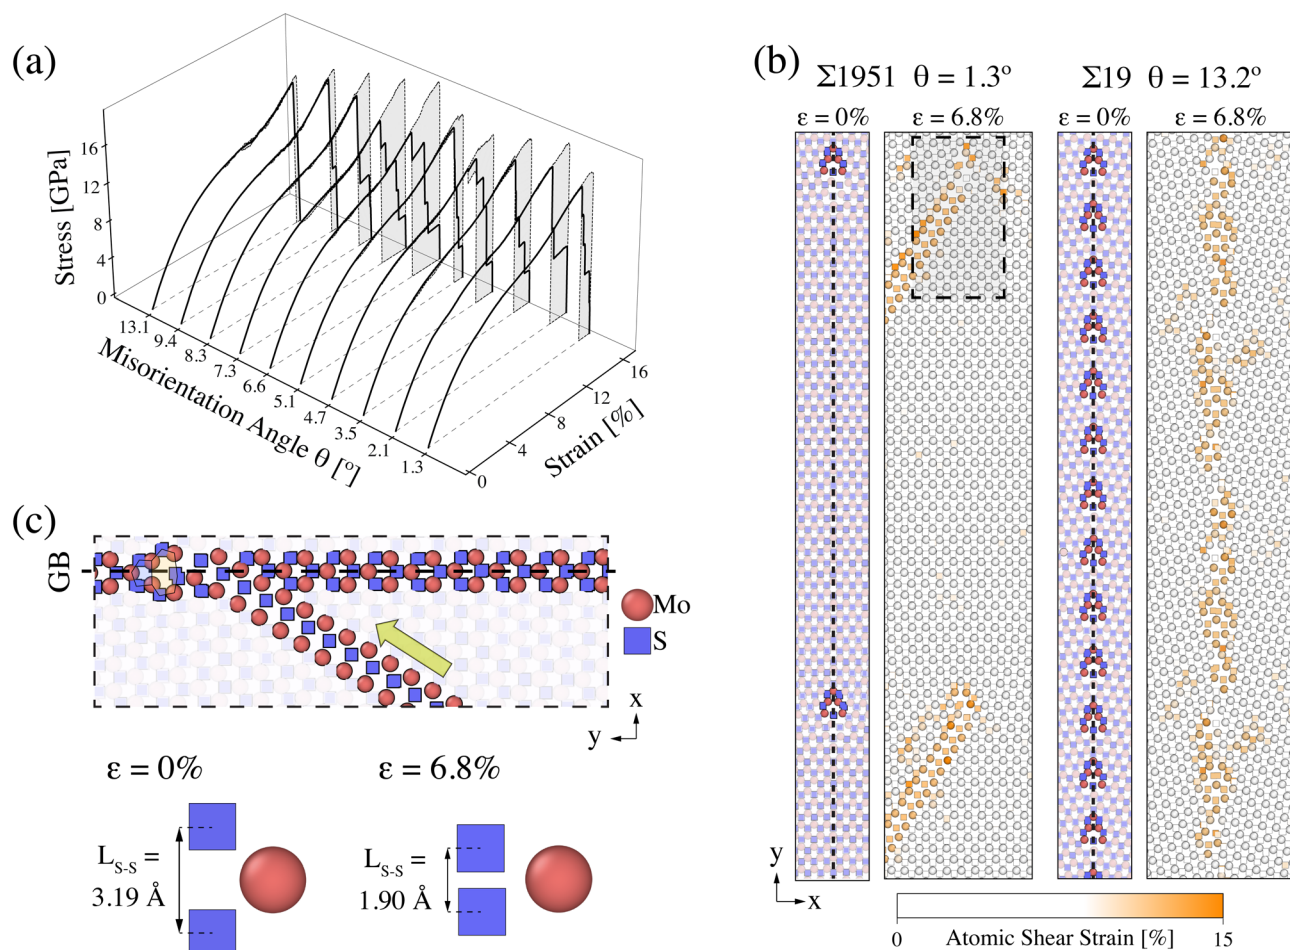 (a)
16
12
8
4
0
Stress [GPa]
13.1
9.4
8.3
7.3
6.6
5.1
4.7
3.5
2.1
1.3
Misorientation Angle θ [º]
0
4
8
12
16
Strain [%]
(b)
Σ1951 θ = 1.3º
Σ19 θ = 13.2º
ε = 0%
ε = 6.8%
ε = 0%
ε = 6.8%
y
x
0
Atomic Shear Strain [%]
15
(c)
GB
Mo
S
x
y
ε = 0%
ε = 6.8%
L_S-S =
3.19 Å
L_S-S =
1.90 Å